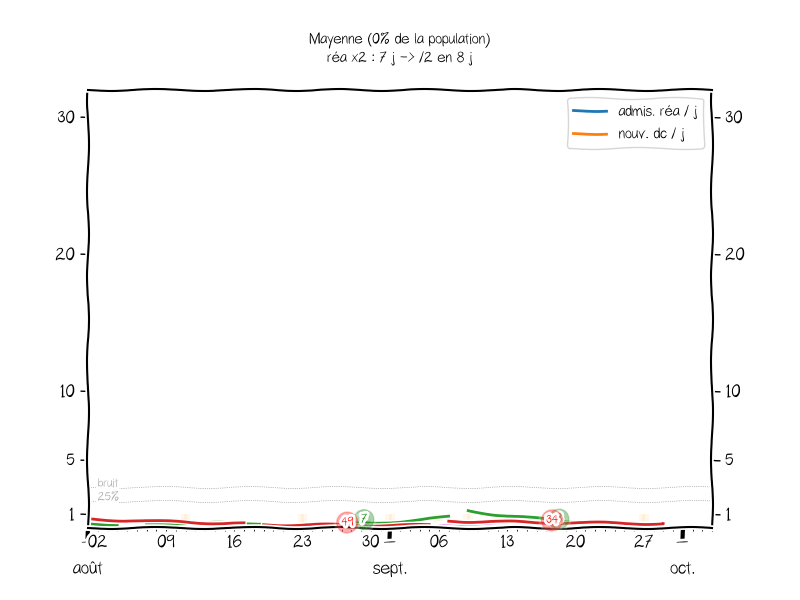 Mayenne (0% de la population)
réa x2 : 7 j -> /2 en 8 j
admis. réa / j
nouv. dc / j
30 30
20 20
10 10
5 5
bruit
25%
1 1
49 7 34
02 09 16 23 30 06 13 20 27
août sept. oct.